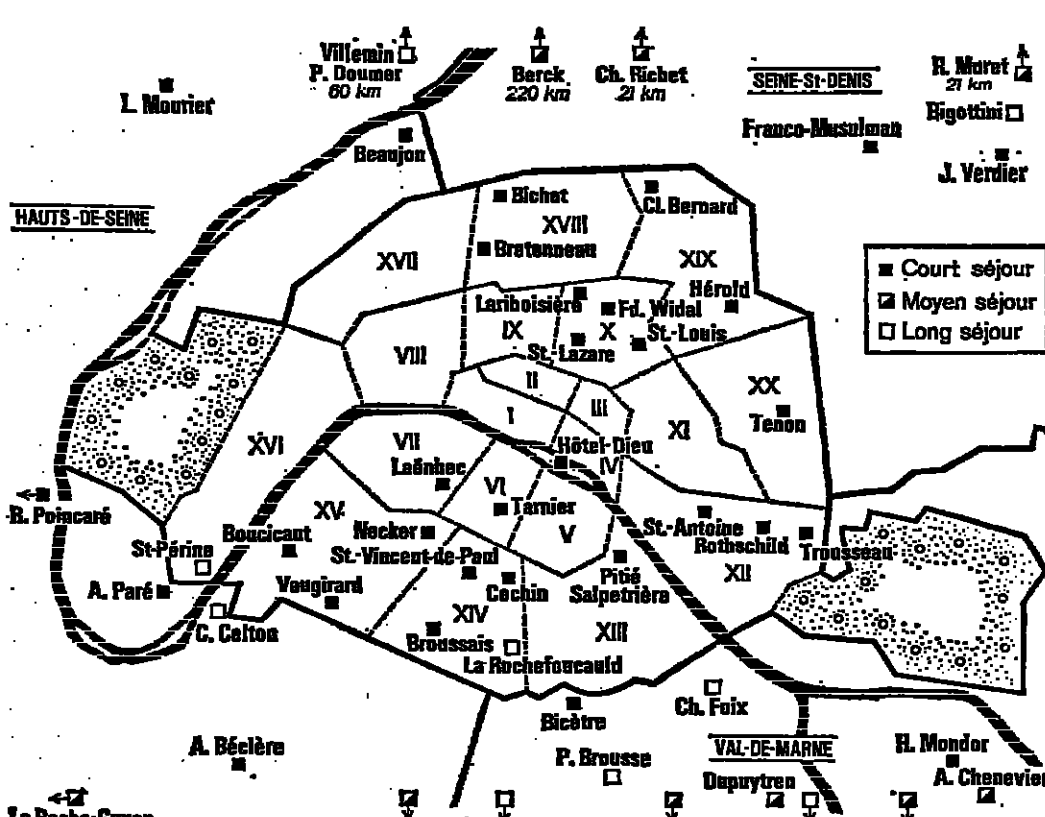 Villemin
P. Doumer
60 km
Berck
220 km
Ch. Richet
21 km
SEINE-St-DENIS
R. Muret
21 km
Bigottini
L. Mourier
Franco-Musulman
J. Verdier
Beaujon
HAUTS-DE-SEINE
Bichat
Cl. Bernard
XVIII
Bretonneau
XVII
XIX
Court séjour
Moyen séjour
Long séjour
Lariboisière
Fd. Widal
Hérold
IX
X
St.-Louis
St.-Lazare
VIII
II
III
I
XX
Tenon
XI
XVI
VII
Hôtel-Dieu
IV
Laënnec
VI
Tarnier
R. Poincaré
Boucicaut
XV
Necker
V
St.-Antoine
Rothschild
Trousseau
St-Périne
St.-Vincent-de-Paul
Pitié
Salpetrière
XII
A. Paré
Vaugirard
Cochin
C. Celton
XIV
XIII
Broussais
La Rochefoucauld
Bicêtre
Ch. Foix
A. Béclère
P. Brousse
VAL-DE-MARNE
H. Mondor
Dupuytren
A. Chenevier